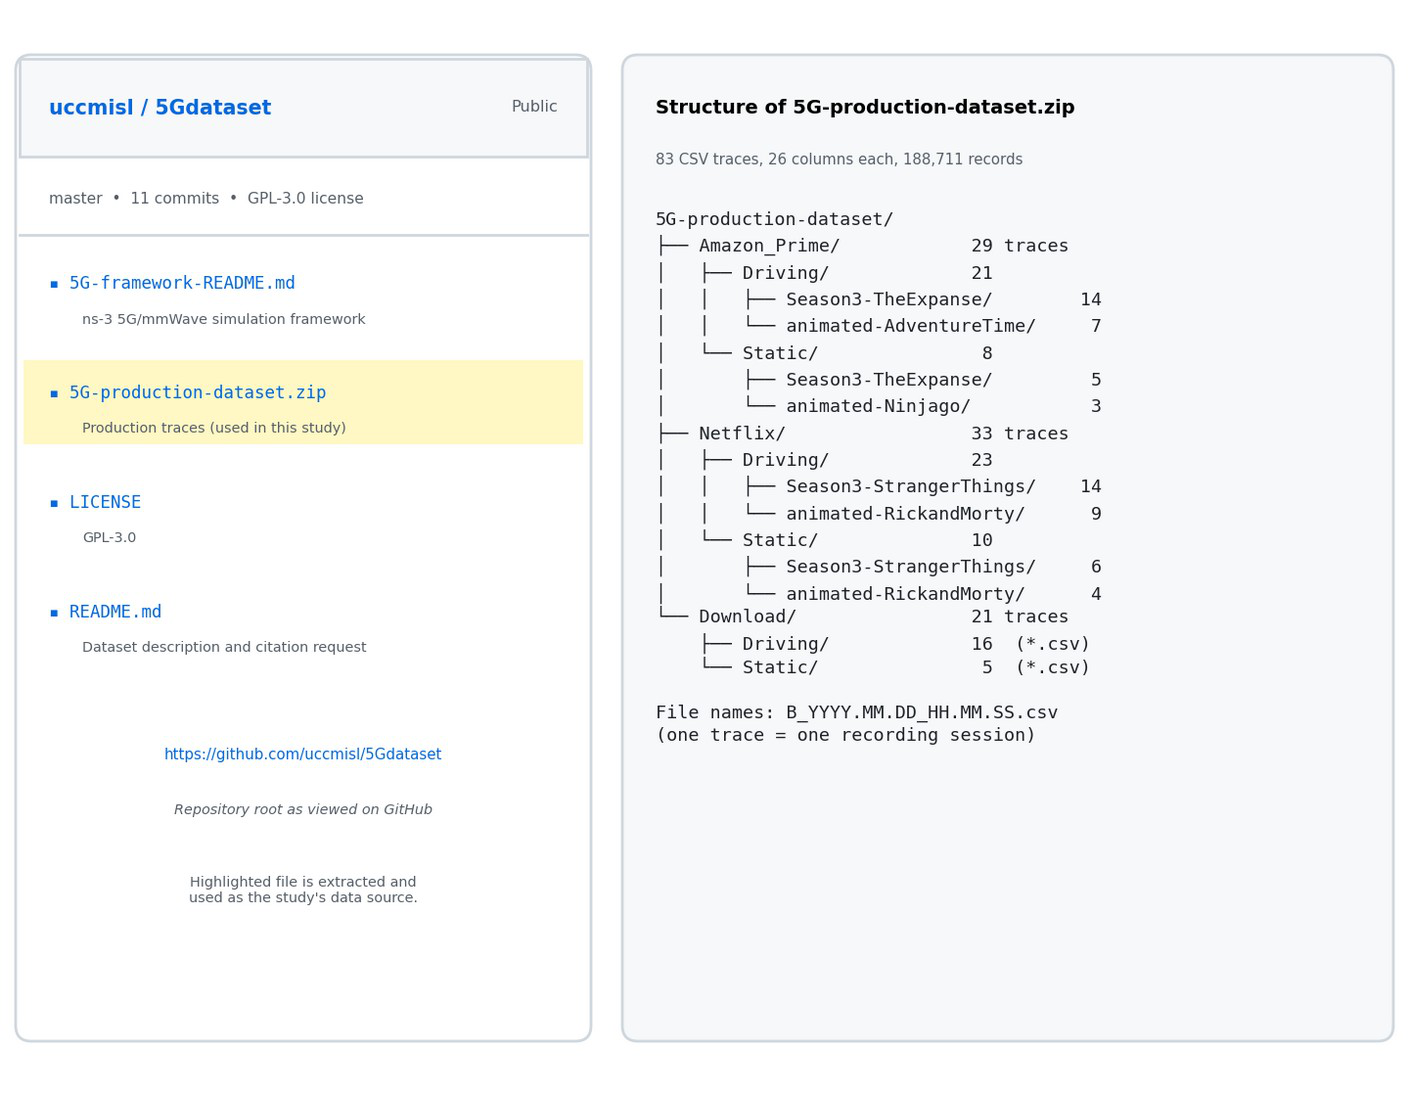 uccmisl / 5Gdataset
Public
master • 11 commits • GPL-3.0 license
▪ 5G-framework-README.md
ns-3 5G/mmWave simulation framework
▪ 5G-production-dataset.zip
Production traces (used in this study)
▪ LICENSE
GPL-3.0
▪ README.md
Dataset description and citation request
https://github.com/uccmisl/5Gdataset
Repository root as viewed on GitHub
Highlighted file is extracted and
used as the study's data source.
Structure of 5G-production-dataset.zip
83 CSV traces, 26 columns each, 188,711 records
5G-production-dataset/
├── Amazon_Prime/            29 traces
│   ├── Driving/             21
│   │   ├── Season3-TheExpanse/        14
│   │   └── animated-AdventureTime/     7
│   └── Static/               8
│       ├── Season3-TheExpanse/         5
│       └── animated-Ninjago/           3
├── Netflix/                 33 traces
│   ├── Driving/             23
│   │   ├── Season3-StrangerThings/    14
│   │   └── animated-RickandMorty/      9
│   └── Static/              10
│       ├── Season3-StrangerThings/     6
│       └── animated-RickandMorty/      4
└── Download/                21 traces
    ├── Driving/             16  (*.csv)
    └── Static/               5  (*.csv)
File names: B_YYYY.MM.DD_HH.MM.SS.csv
(one trace = one recording session)